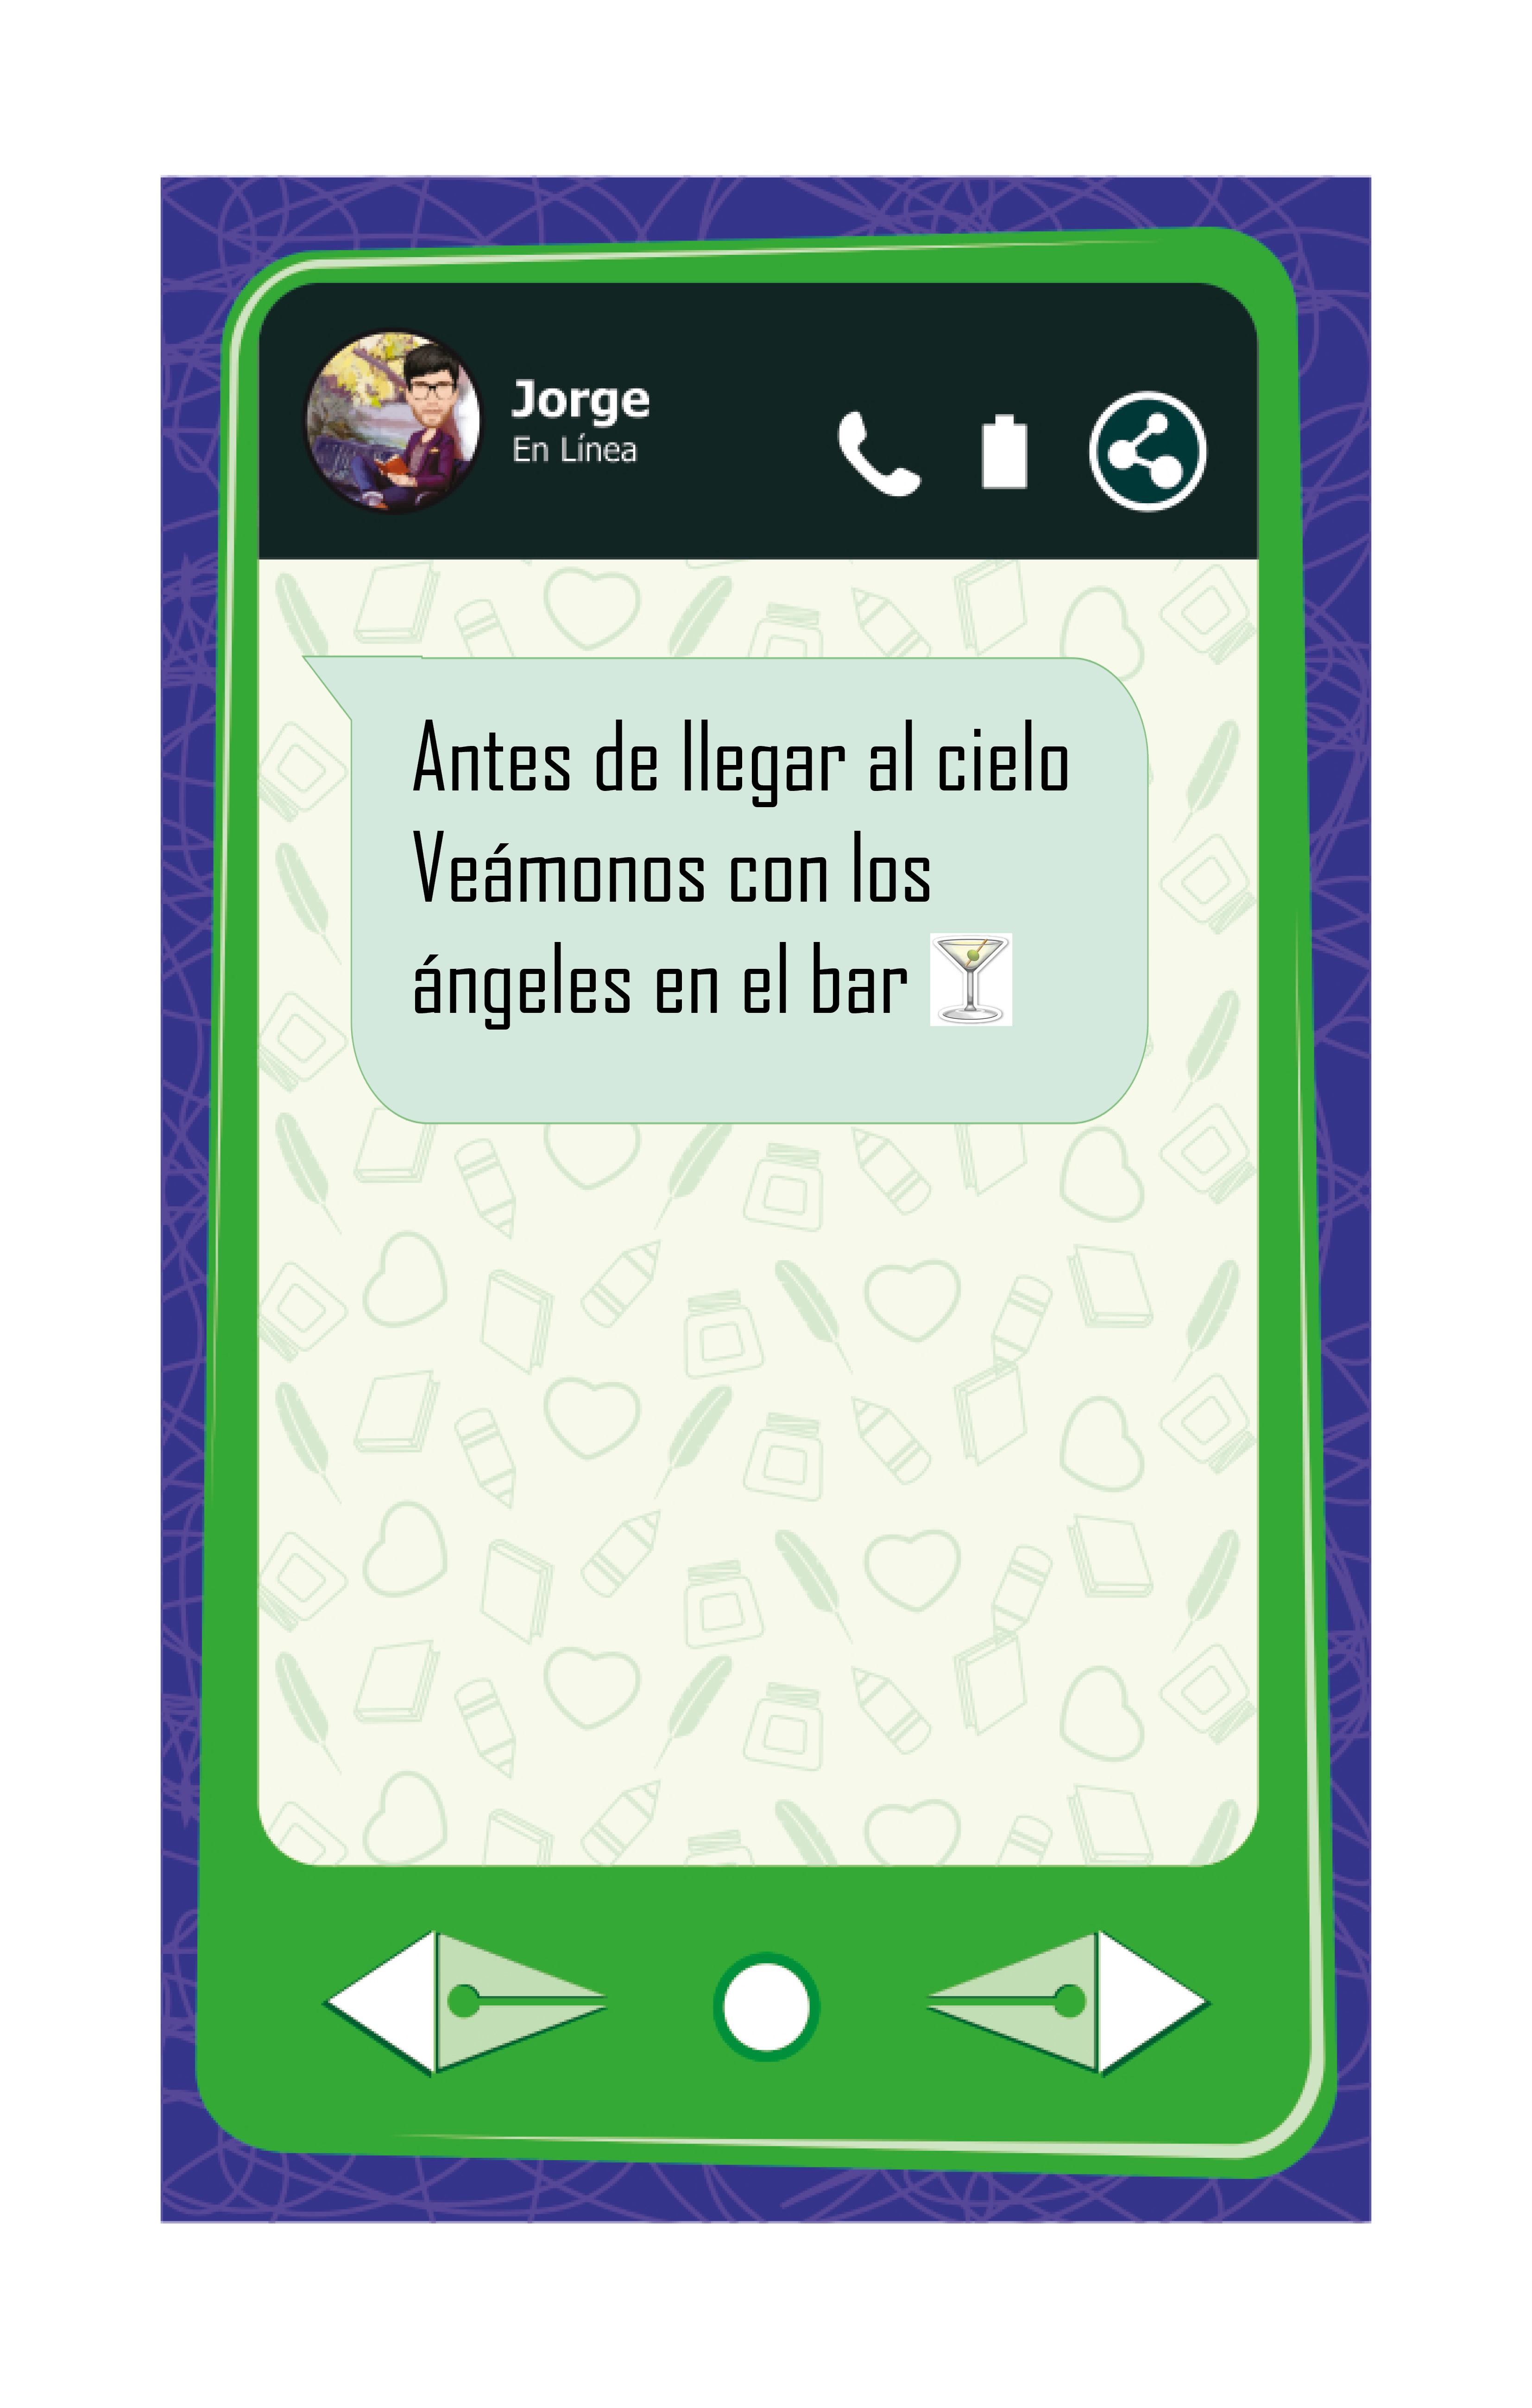 Jorge
En Línea
Antes de llegar al cielo
Veámonos con los
ángeles en el bar